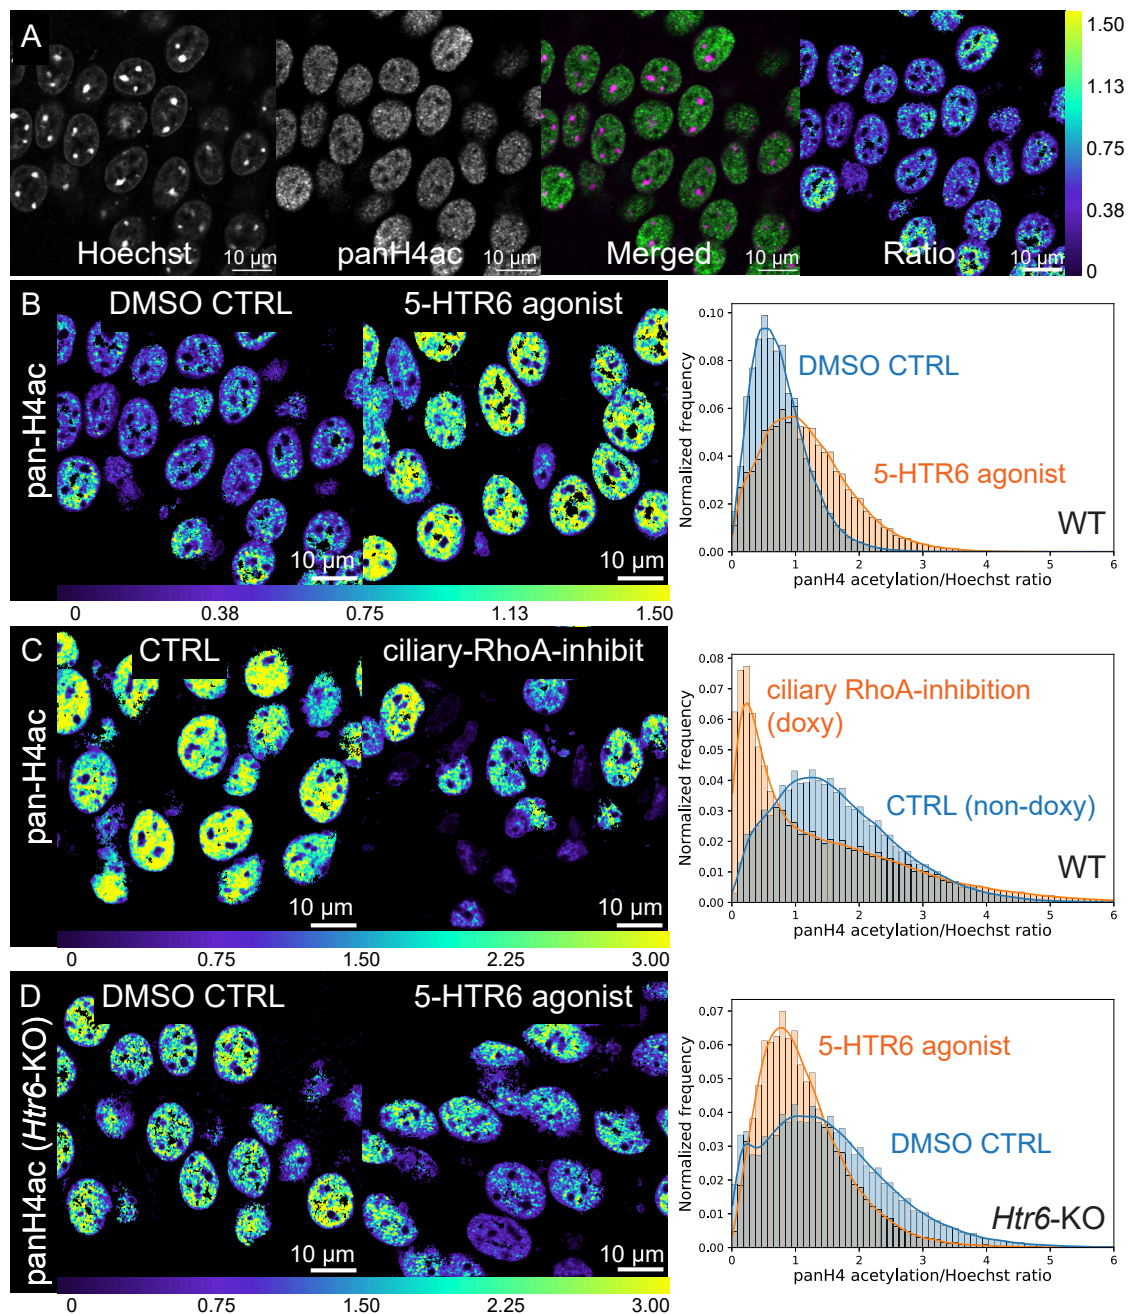 A
Hoechst
10 µm
panH4ac
10 µm
Merged
10 µm
Ratio
10 µm
1.50
1.13
0.75
0.38
0
B
pan-H4ac
DMSO CTRL
5-HTR6 agonist
10 µm
10 µm
0 0.38 0.75 1.13 1.50
Normalized frequency
0.10
0.08
0.06
0.04
0.02
0.00
DMSO CTRL
5-HTR6 agonist
WT
0 1 2 3 4 5 6
panH4 acetylation/Hoechst ratio
C
pan-H4ac
CTRL
ciliary-RhoA-inhibit
10 µm
10 µm
0 0.75 1.50 2.25 3.00
Normalized frequency
0.08
0.07
0.06
0.05
0.04
0.03
0.02
0.01
0.00
ciliary RhoA-inhibition
(doxy)
CTRL (non-doxy)
WT
0 1 2 3 4 5 6
panH4 acetylation/Hoechst ratio
D
panH4ac (Htr6-KO)
DMSO CTRL
5-HTR6 agonist
10 µm
10 µm
0 0.75 1.50 2.25 3.00
Normalized frequency
0.07
0.06
0.05
0.04
0.03
0.02
0.01
0.00
5-HTR6 agonist
DMSO CTRL
Htr6-KO
0 1 2 3 4 5 6
panH4 acetylation/Hoechst ratio